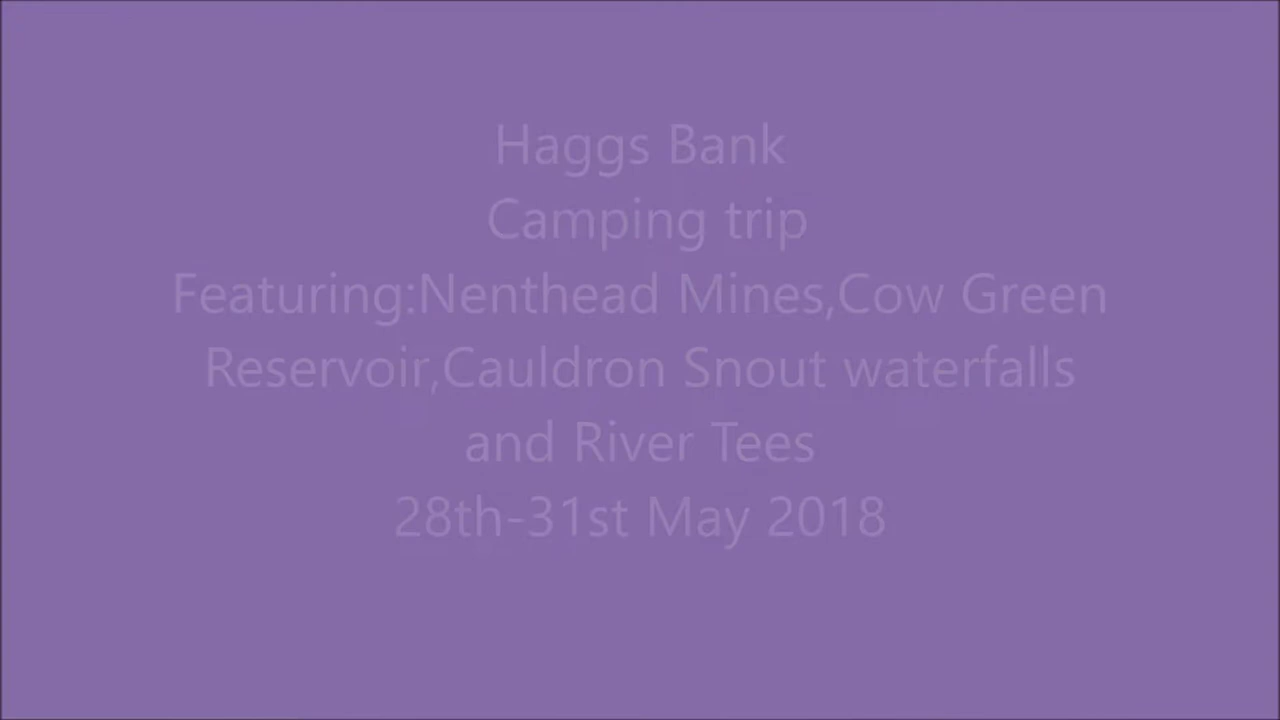 Haggs Bank
Camping trip
Featuring:Nenthead Mines,Cow Green
Reservoir,Cauldron Snout waterfalls
and River Tees
28th-31st May 2018